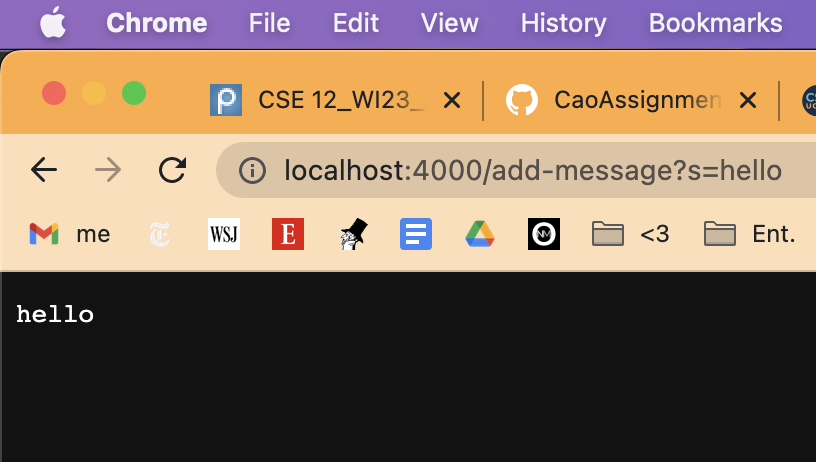 Chrome File Edit View History Bookmarks
CSE 12_WI23_ CaoAssignmen
localhost:4000/add-message?s=hello
me WSJ E NM <3 Ent.
hello